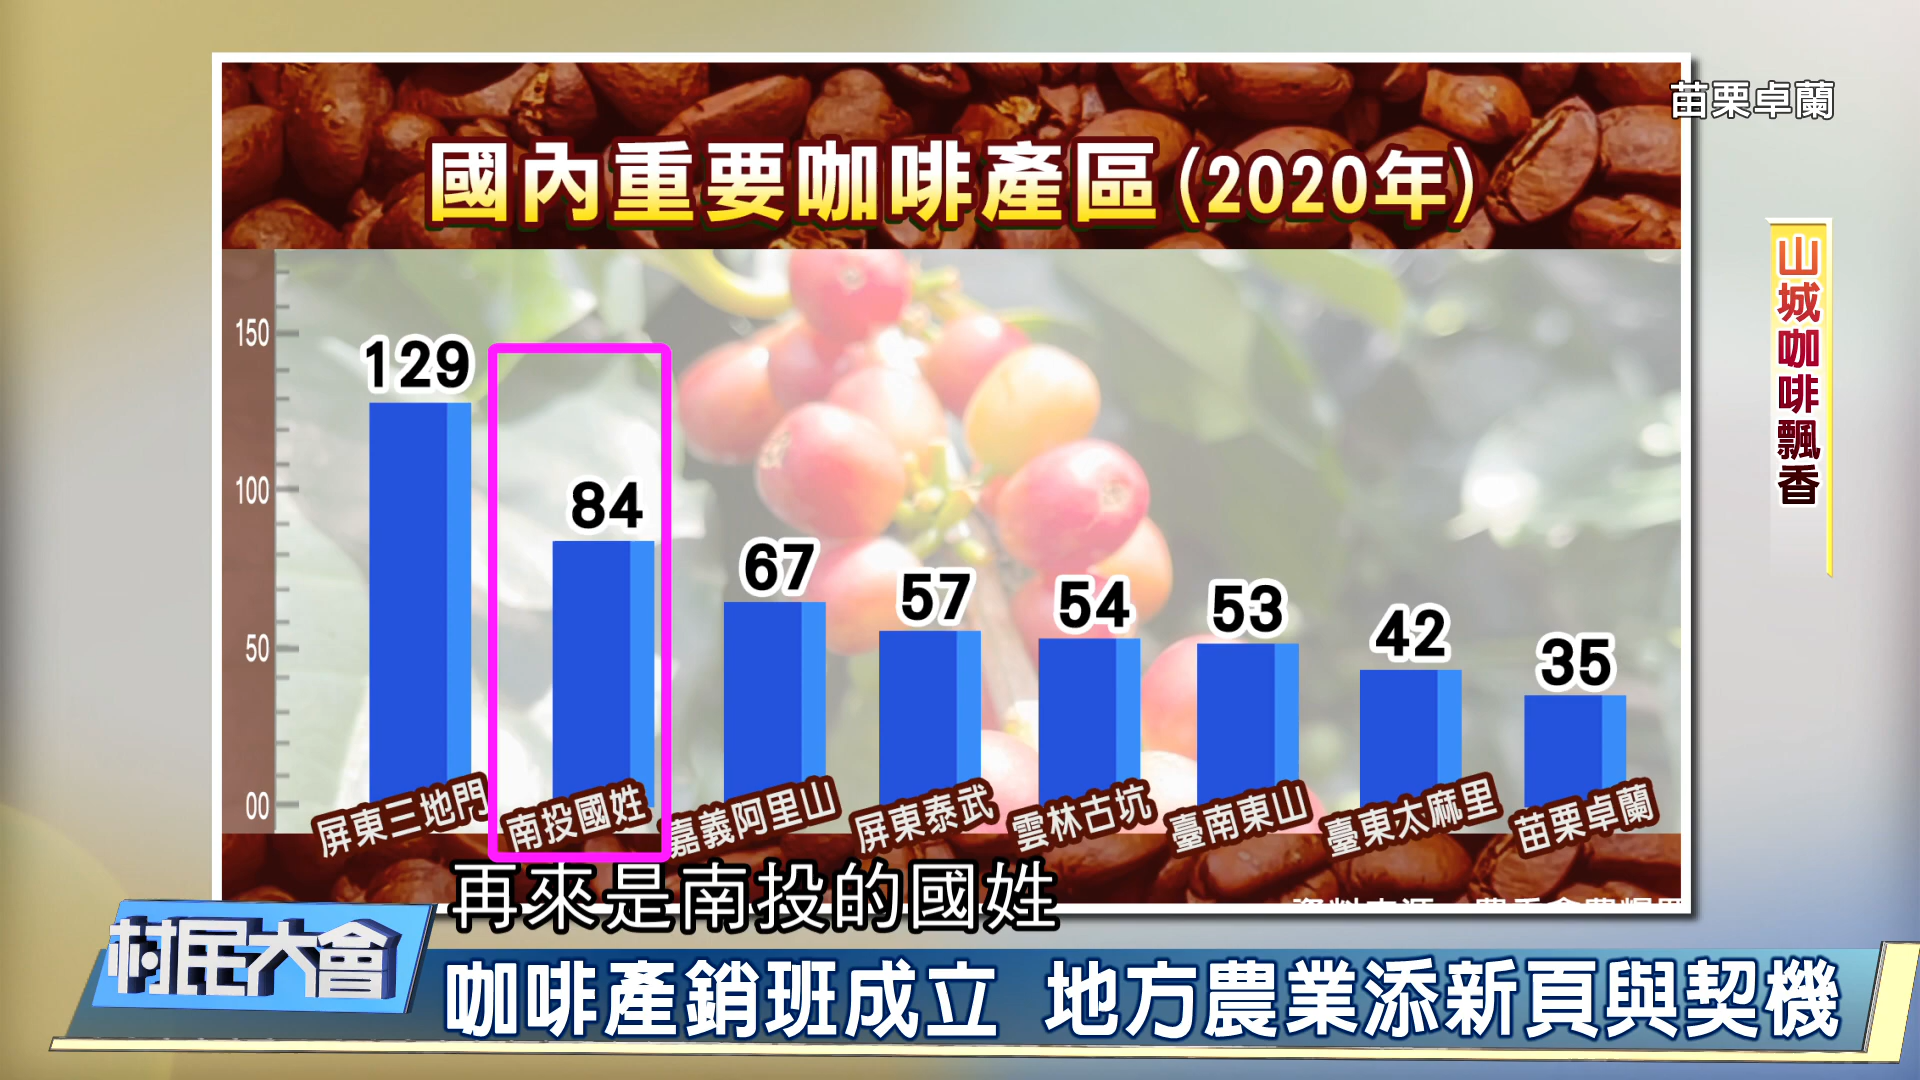 苗栗卓蘭
國內重要咖啡產區(2020年)
山城咖啡飄香
150
100
50
00
129
84
67
57
54
53
42
35
屏東三地門
南投國姓
嘉義阿里山
屏東泰武
雲林古坑
臺南東山
臺東太麻里
苗栗卓蘭
再來是南投的國姓
村民大會
咖啡產銷班成立 地方農業添新頁與契機